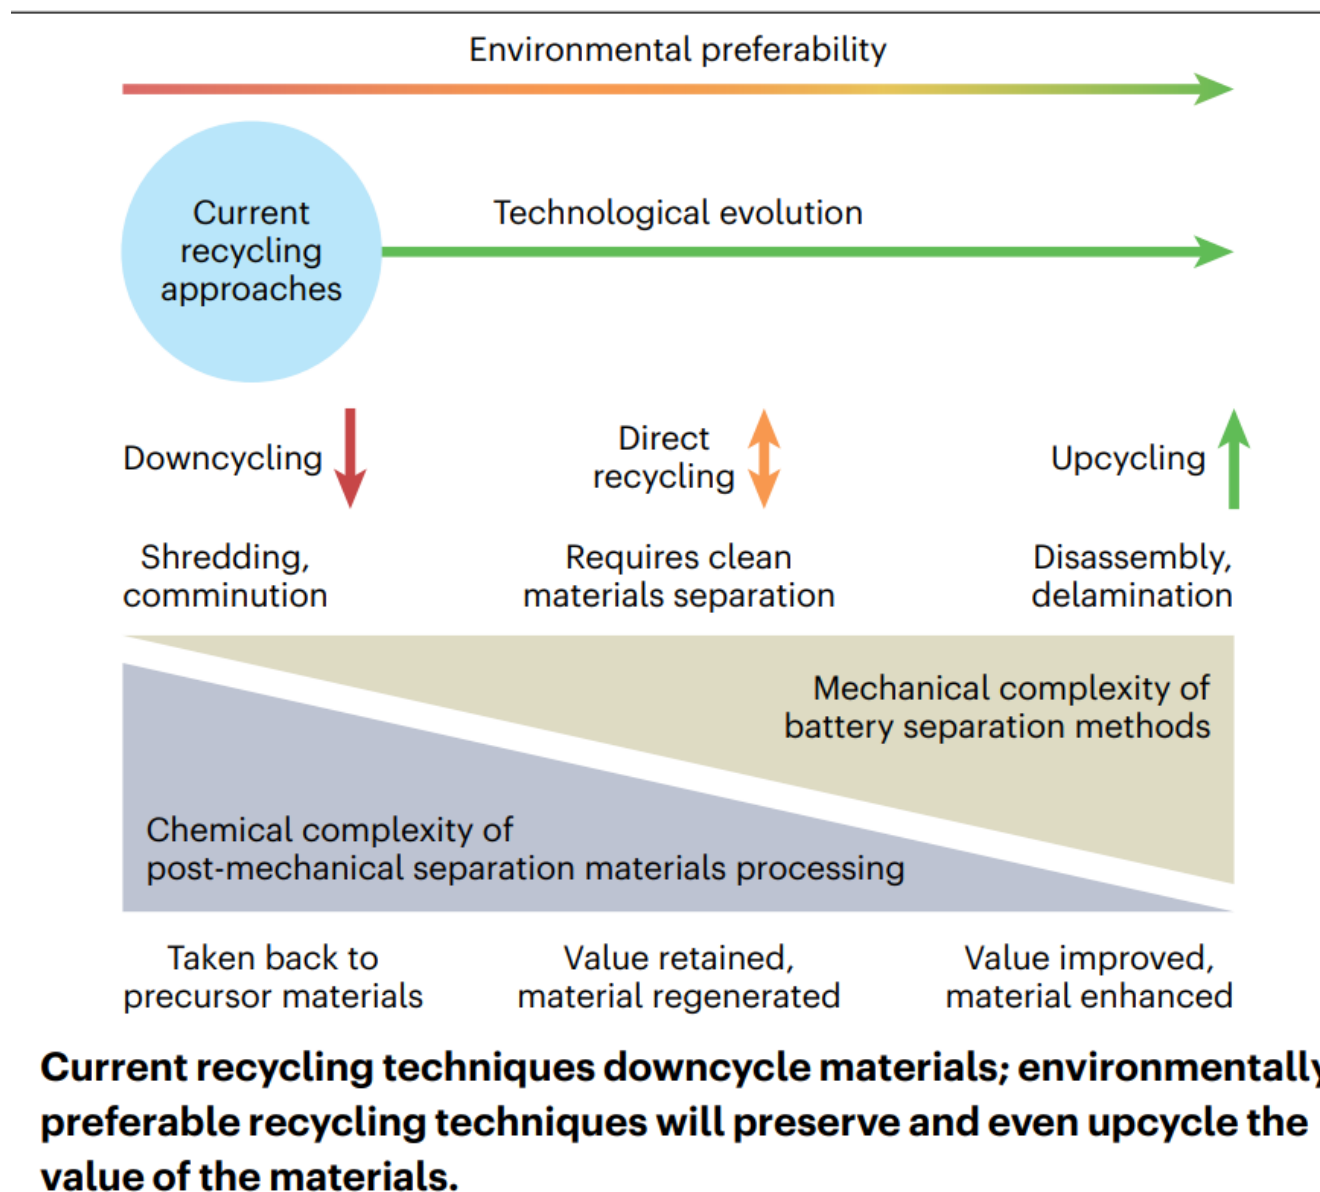 Environmental preferability
Current
recycling
approaches
Technological evolution
Downcycling
Direct
recycling
Upcycling
Shredding,
comminution
Requires clean
materials separation
Disassembly,
delamination
Mechanical complexity of
battery separation methods
Chemical complexity of
post-mechanical separation materials processing
Taken back to
precursor materials
Value retained,
material regenerated
Value improved,
material enhanced
Current recycling techniques downcycle materials; environmentally
preferable recycling techniques will preserve and even upcycle the
value of the materials.